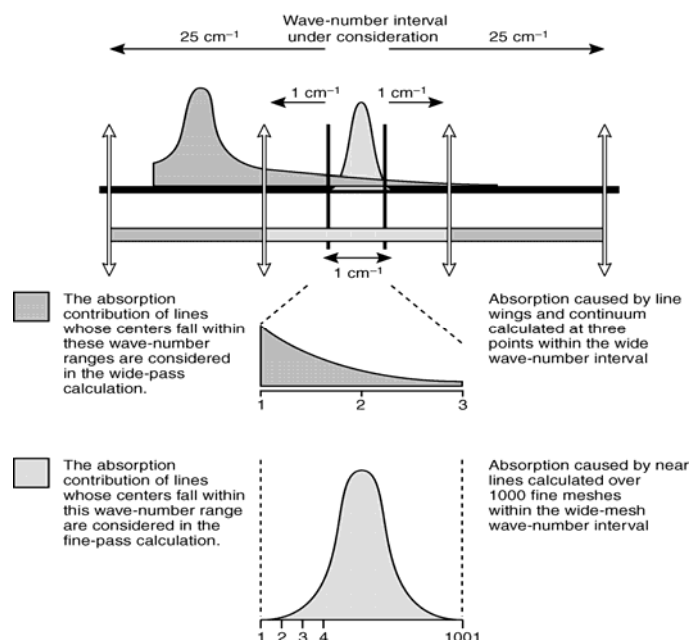 Wave-number interval
under consideration
25 cm⁻¹
25 cm⁻¹
1 cm⁻¹
1 cm⁻¹
1 cm⁻¹
The absorption
contribution of lines
whose centers fall within
these wave-number
ranges are considered
in the wide-pass
calculation.
Absorption caused by line
wings and continuum
calculated at three
points within the wide
wave-number interval
1 2 3
The absorption
contribution of lines
whose centers fall within
this wave-number range
are considered in the
fine-pass calculation.
Absorption caused by near
lines calculated over
1000 fine meshes
within the wide-mesh
wave-number interval
1 2 3 4 1001